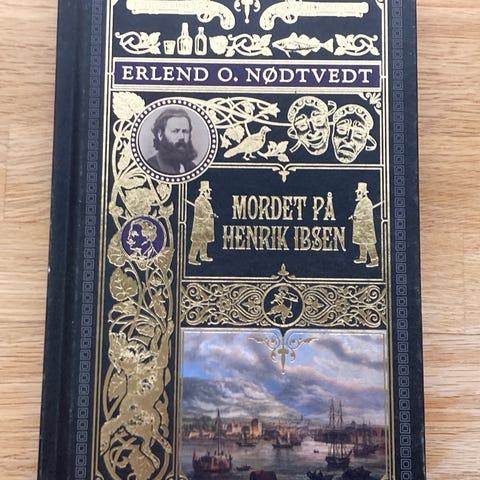 ERLEND O. NØDTVEDT
MORDET PÅ
HENRIK IBSEN